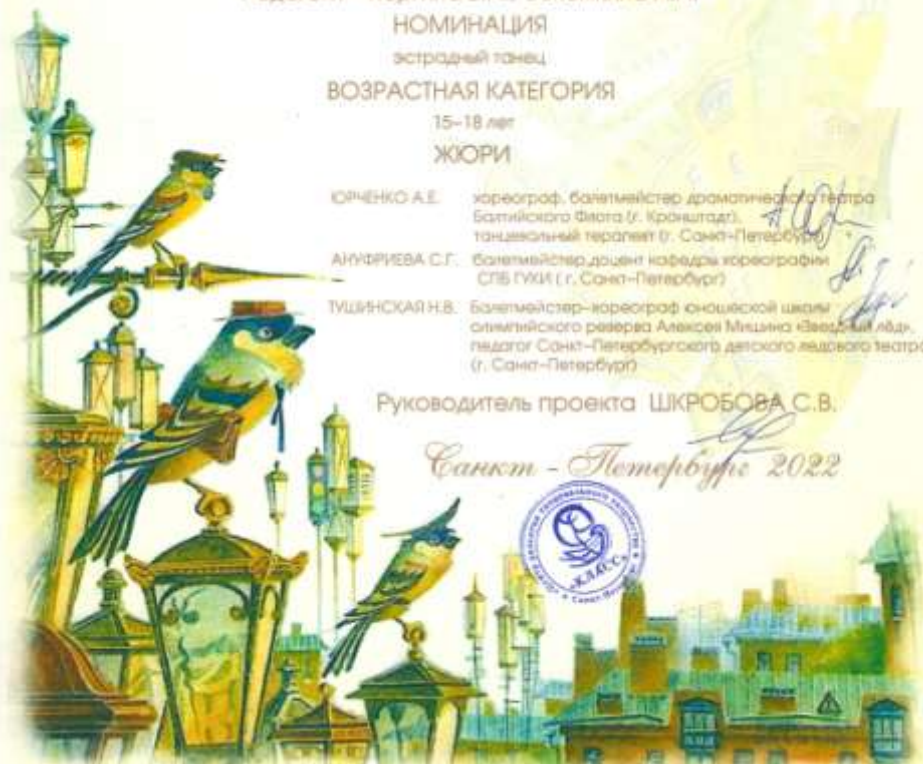 НОМИНАЦИЯ
эстрадный танец
ВОЗРАСТНАЯ КАТЕГОРИЯ
15-18 лет
ЖЮРИ
ЮРЧЕНКО А.Е. хореограф, балетмейстер драматического театра
Балтийского Флота (г. Кронштадт),
танцевальный терапевт (г. Санкт-Петербург)
АНУФРИЕВА С.Г. балетмейстер, доцент кафедры хореографии
СПБ ГУКИ ( г. Санкт-Петербург)
ТУШИНСКАЯ Н.В. Балетмейстер-хореограф юношеской школы
олимпийского резерва Алексея Мишина «Звездный лёд»,
педагог Санкт-Петербургского детского ледового театра
(г. Санкт-Петербург)
Руководитель проекта ШКРОБОВА С.В.
Санкт - Петербург 2022